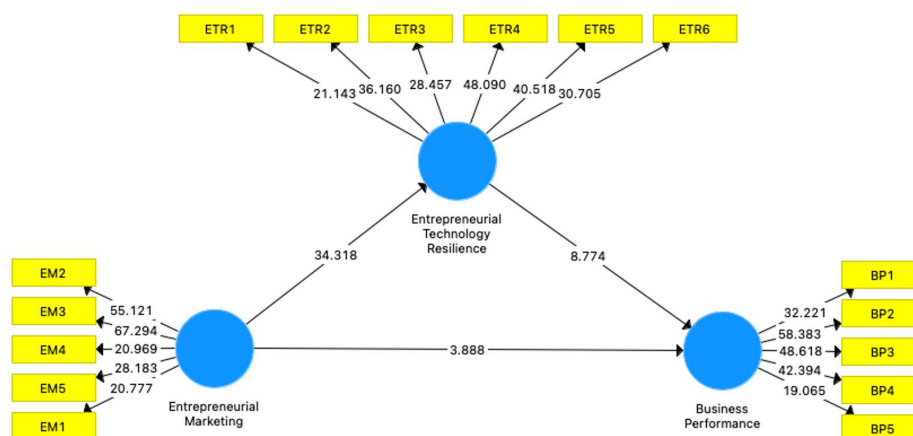 ETR1 ETR2 ETR3 ETR4 ETR5 ETR6
21.143 36.160 28.457 48.090 40.518 30.705
Entrepreneurial
Technology
Resilience
34.318
8.774
EM2
EM3
EM4
EM5
EM1
55.121
67.294
20.969
28.183
20.777
Entrepreneurial
Marketing
3.888
Business
Performance
32.221
58.383
48.618
42.394
19.065
BP1
BP2
BP3
BP4
BP5